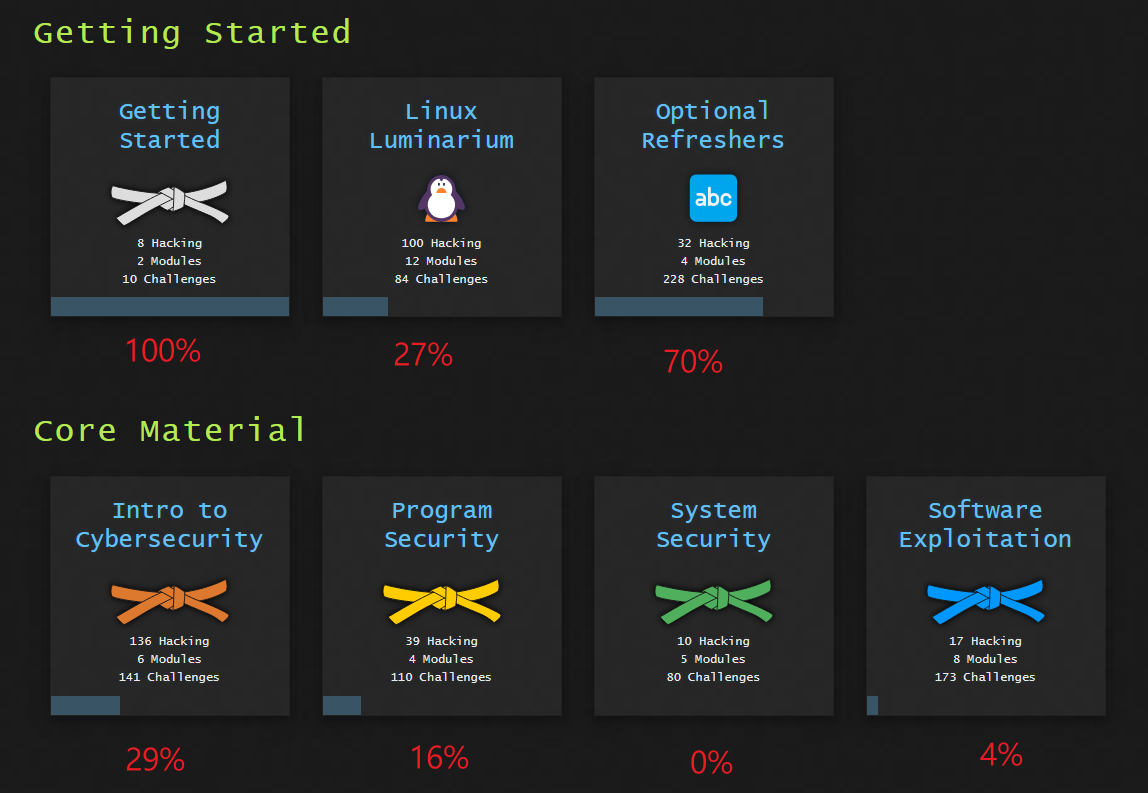 Getting Started
Getting
Started
8 Hacking
2 Modules
10 Challenges
100%
Linux
Luminarium
100 Hacking
12 Modules
84 Challenges
27%
Optional
Refreshers
abc
32 Hacking
4 Modules
228 Challenges
70%
Core Material
Intro to
Cybersecurity
136 Hacking
6 Modules
141 Challenges
29%
Program
Security
39 Hacking
4 Modules
110 Challenges
16%
System
Security
10 Hacking
5 Modules
80 Challenges
0%
Software
Exploitation
17 Hacking
8 Modules
173 Challenges
4%